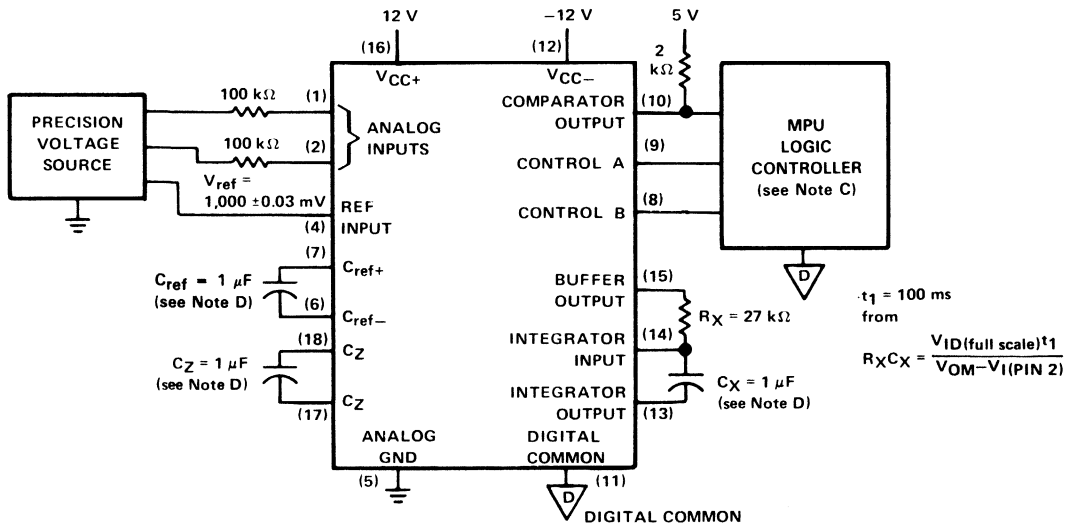 12 V
−12 V
5 V
(16)
(12)
2
kΩ
VCC+
VCC−
PRECISION
VOLTAGE
SOURCE
100 kΩ
(1)
100 kΩ
(2)
ANALOG
INPUTS
Vref =
1,000 ±0.03 mV
(4)
REF
INPUT
(7)
Cref+
Cref = 1 μF
(see Note D)
(6)
Cref−
(18)
CZ
CZ = 1 μF
(see Note D)
(17)
CZ
ANALOG
GND
(5)
COMPARATOR
OUTPUT
(10)
CONTROL A
(9)
CONTROL B
(8)
MPU
LOGIC
CONTROLLER
(see Note C)
D
BUFFER
OUTPUT
(15)
RX = 27 kΩ
INTEGRATOR
INPUT
(14)
CX = 1 μF
(see Note D)
INTEGRATOR
OUTPUT
(13)
DIGITAL
COMMON
(11)
D
DIGITAL COMMON
t1 = 100 ms
from
RXCX = VID(full scale)t1
VOM−VI(PIN 2)